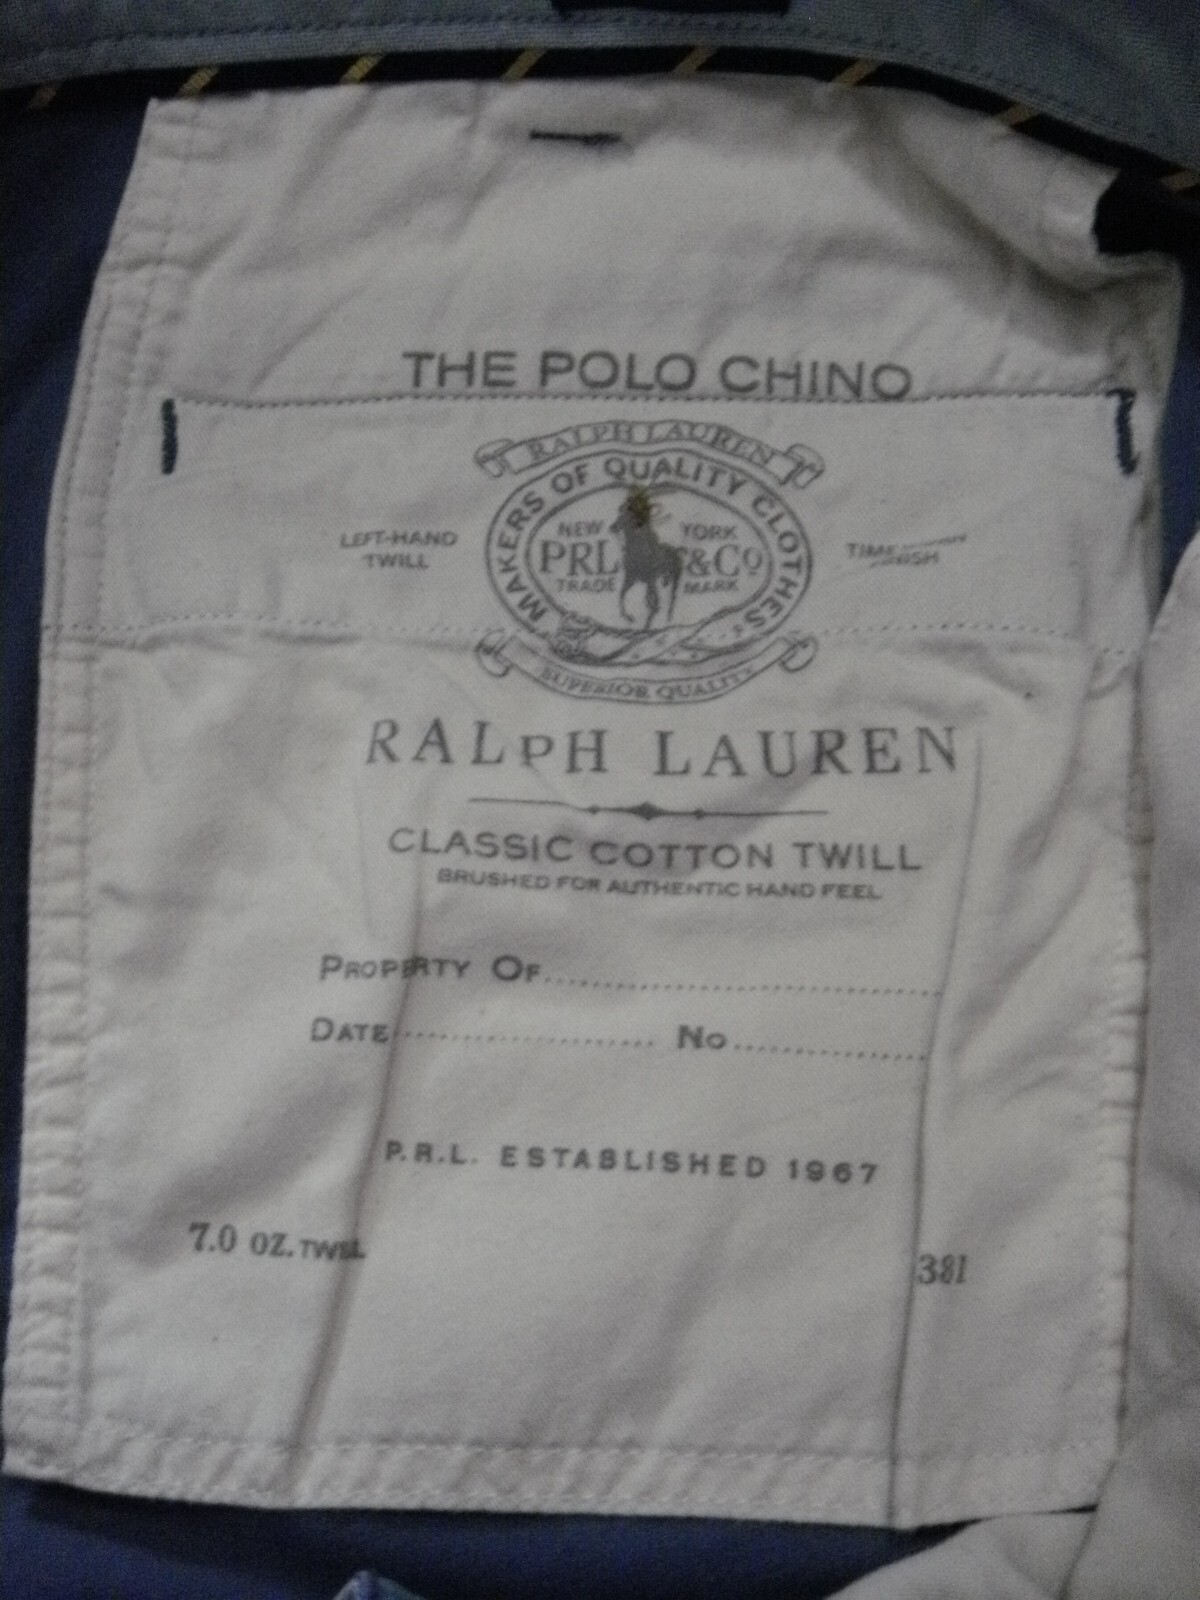 THE POLO CHINO
RALPH LAUREN
MAKERS OF QUALITY CLOTHES
NEW YORK
PRL &Co
TRADE MARK
SUPERIOR QUALITY
LEFT-HAND
TWILL
RALPH LAUREN
CLASSIC COTTON TWILL
BRUSHED FOR AUTHENTIC HAND FEEL
PROPERTY OF
DATE No
P.R.L. ESTABLISHED 1967
7.0 OZ. TWILL
381